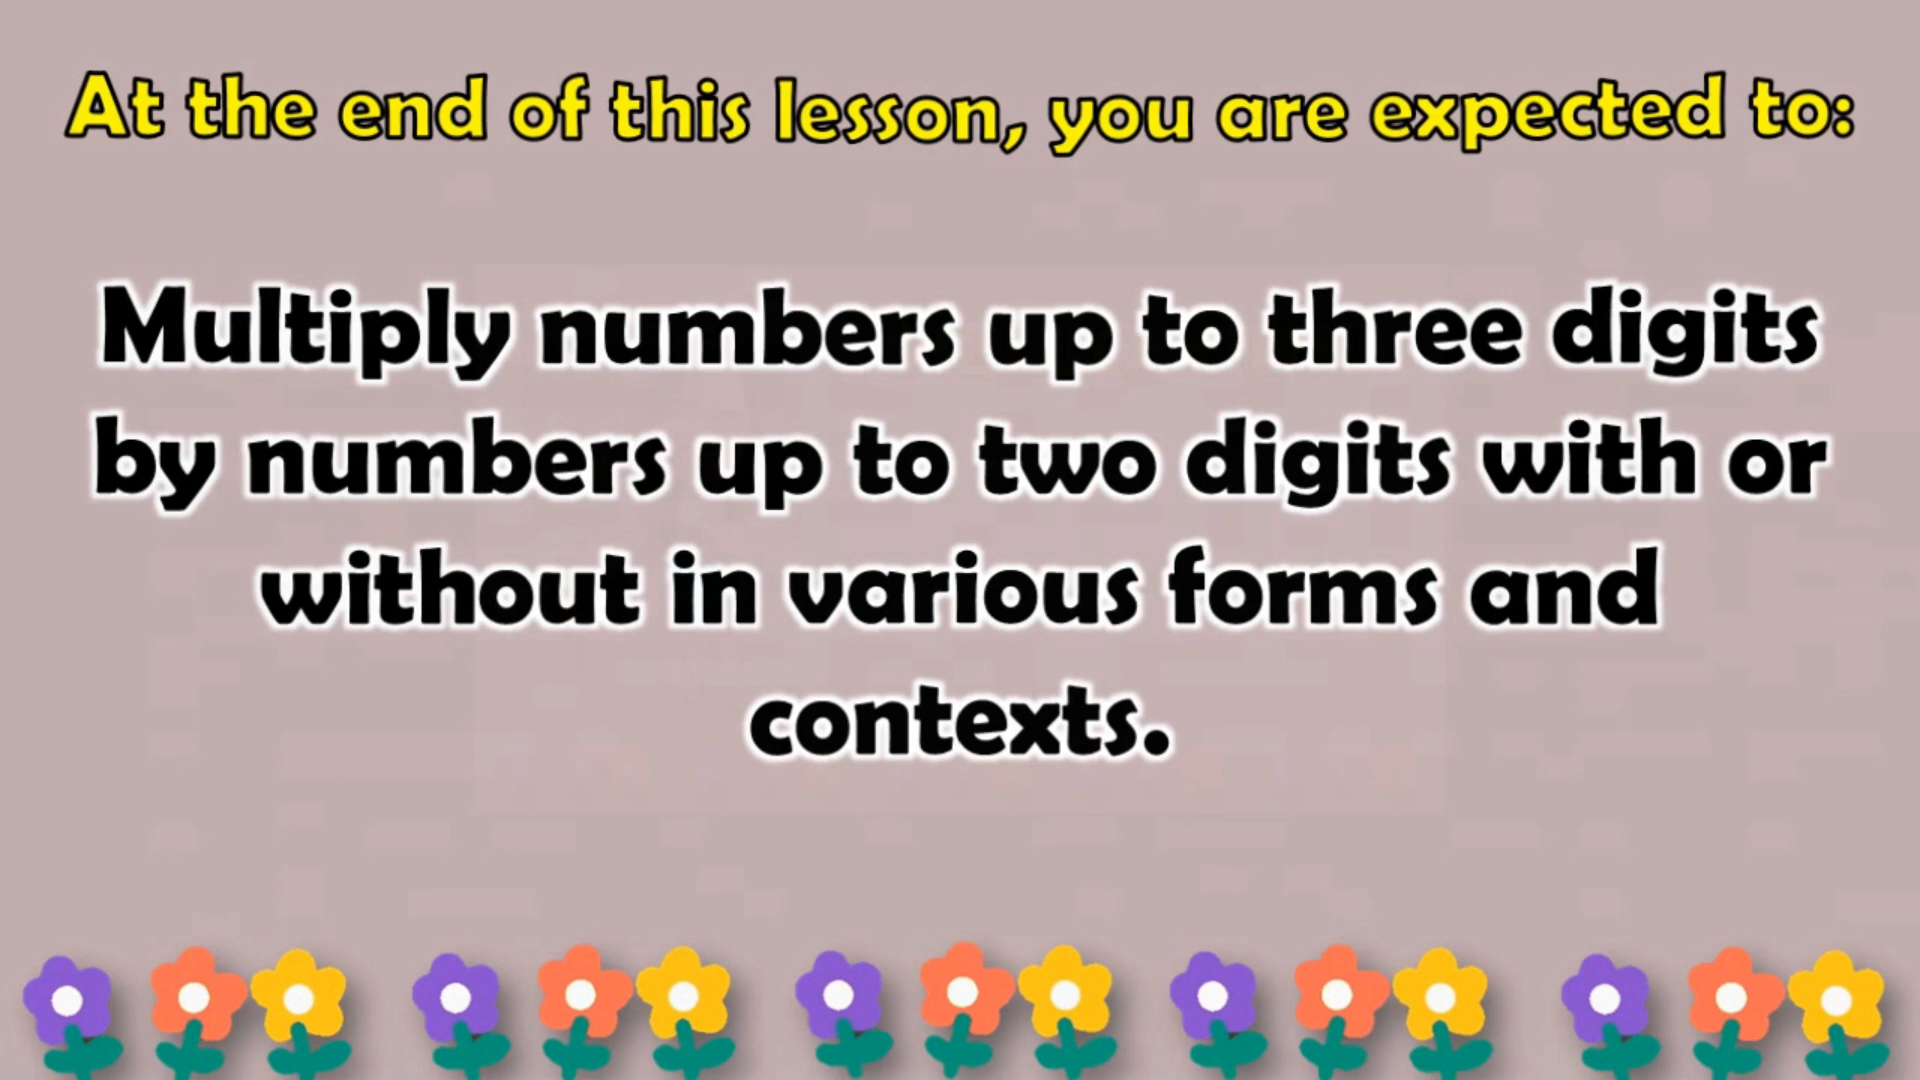 At the end of this lesson, you are expected to:
Multiply numbers up to three digits
by numbers up to two digits with or
without in various forms and
contexts.